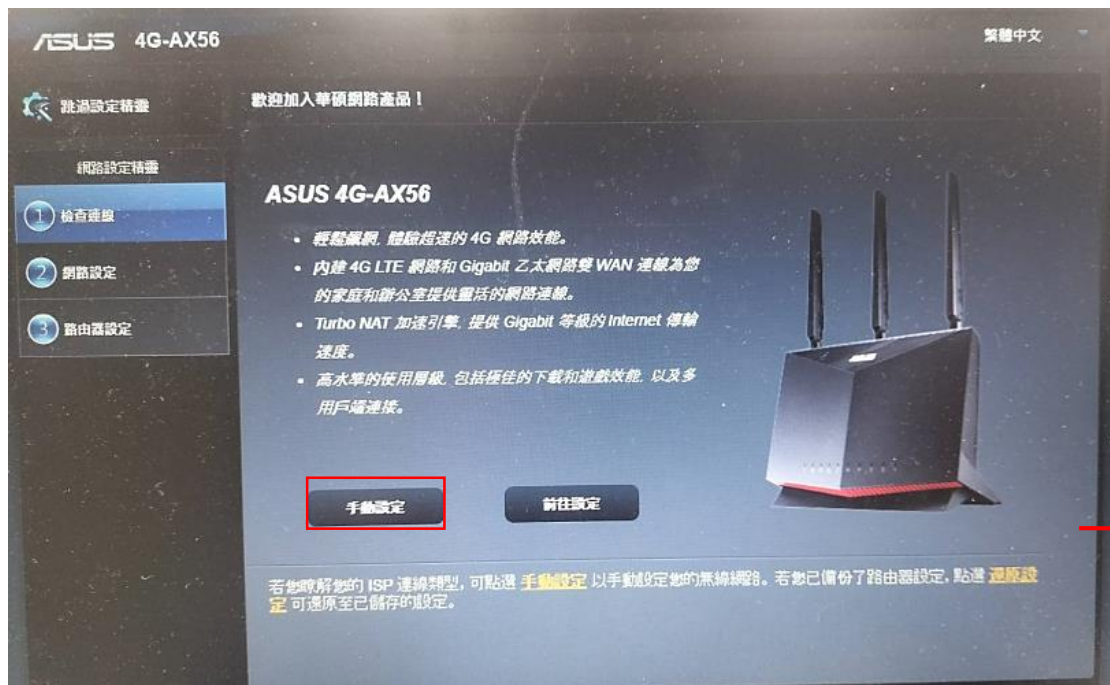 ASUS 4G-AX56
繁體中文
跳過設定精靈
歡迎加入華碩網路產品！
網路設定精靈
1 檢查連線
2 網路設定
3 路由器設定
ASUS 4G-AX56
• 輕鬆飆網, 體驗超速的 4G 網路效能。
• 內建 4G LTE 網路和 Gigabit 乙太網路雙 WAN 連線為您
的家庭和辦公室提供靈活的網路連線。
• Turbo NAT 加速引擎, 提供 Gigabit 等級的 Internet 傳輸
速度。
• 高水準的使用層級, 包括極佳的下載和遊戲效能, 以及多
用戶端連接。
手動設定
前往設定
若您瞭解您的 ISP 連線類型, 可點選 手動設定 以手動設定您的無線網路。若您已備份了路由器設定, 點選 還原設
定 可還原至已儲存的設定。